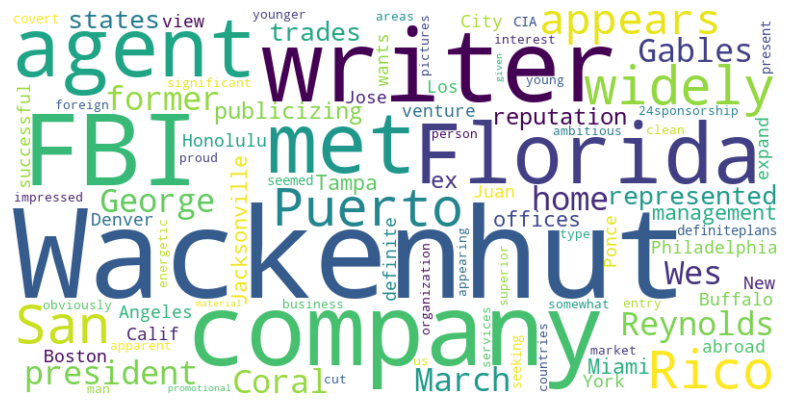 covert states view younger areas City CIA appears
agent writer trades wants pictures interest Gables present
significant Los young given widely
former Jose venture 24sponsorship
successful foreign publicizing reputation ambitious clean expand
FBI Honolulu met person Florida
proud
impressed George seemed Tampa ex Juan home represented
Denver Jacksonville Puerto offices management
energetic definite appearing superior type Ponce definiteplans
Wackenhut Philadelphia
organization Wes New
obviously Angeles material business company somewhat entry Buffalo
San Calif Reynolds abroad
Boston apparent services
president Coral cut March us seeking countries market Miami Rico
man promotional York